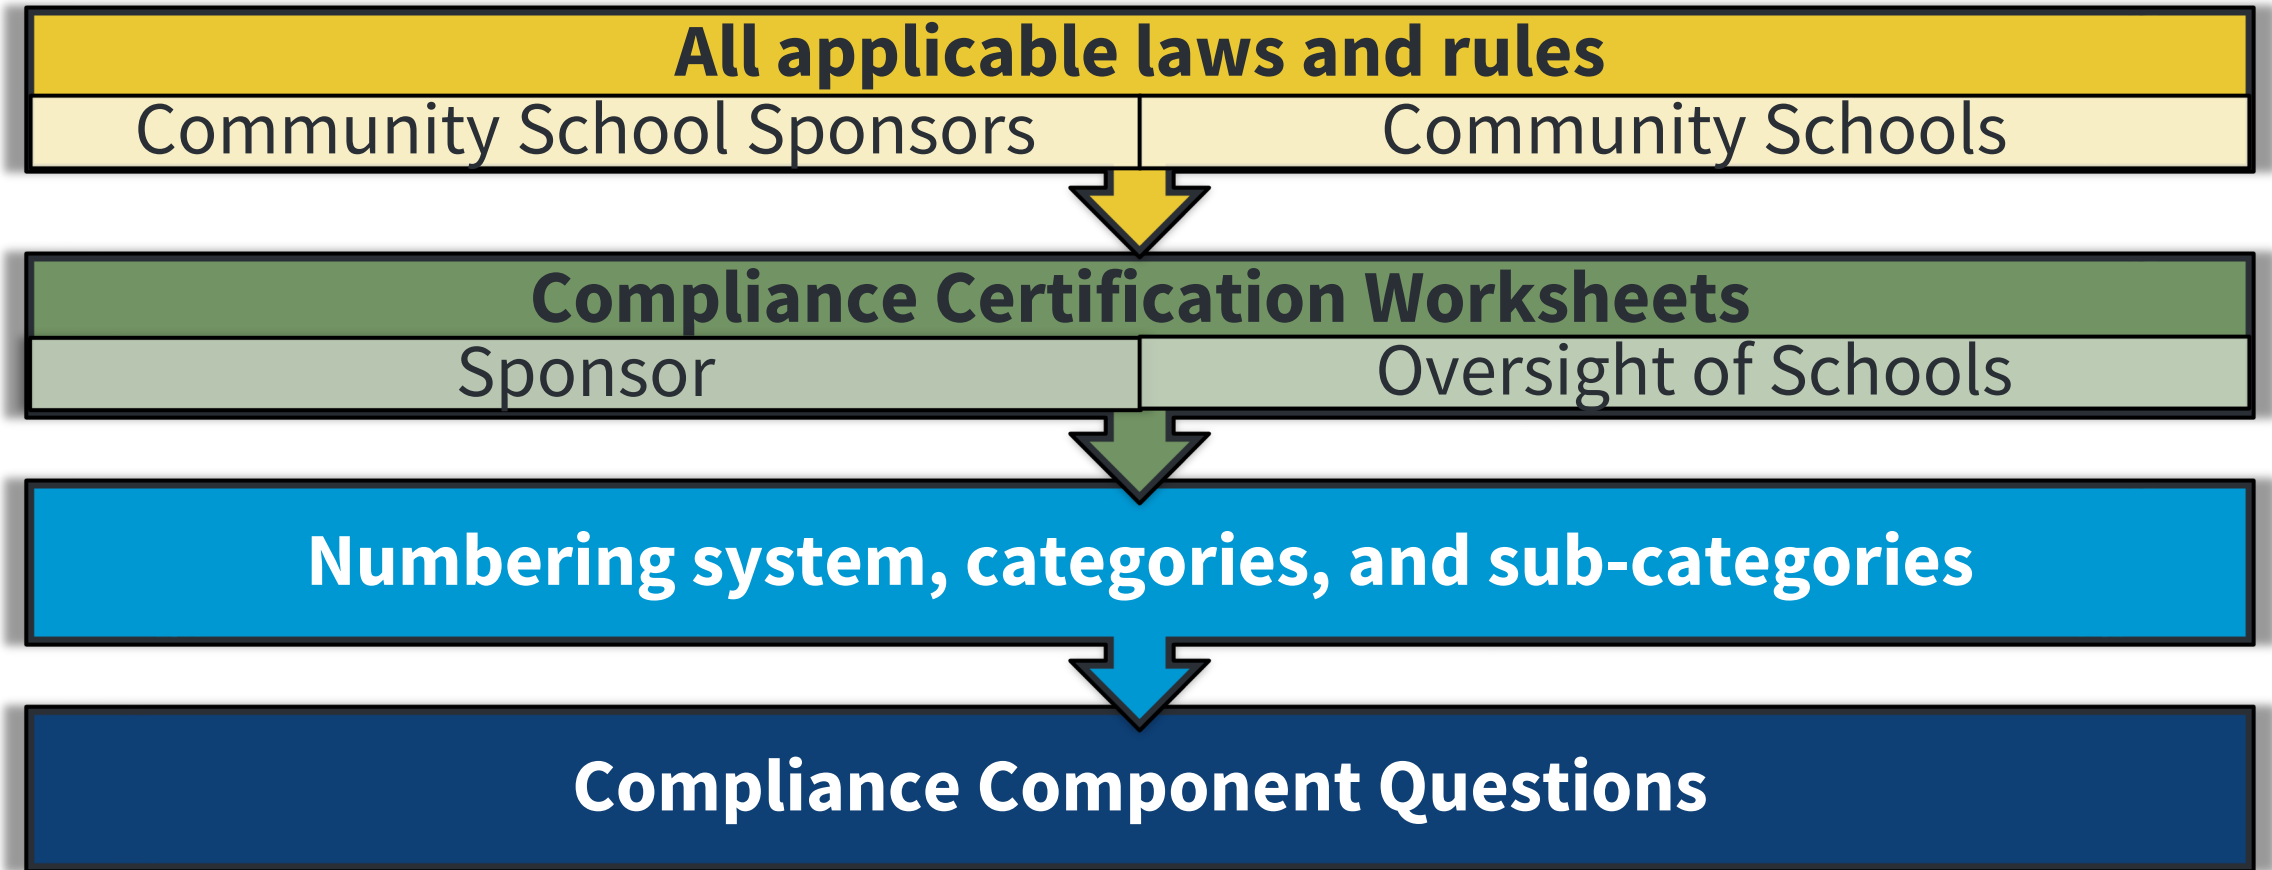 All applicable laws and rules
Community School Sponsors
Community Schools
Compliance Certification Worksheets
Sponsor
Oversight of Schools
Numbering system, categories, and sub-categories
Compliance Component Questions